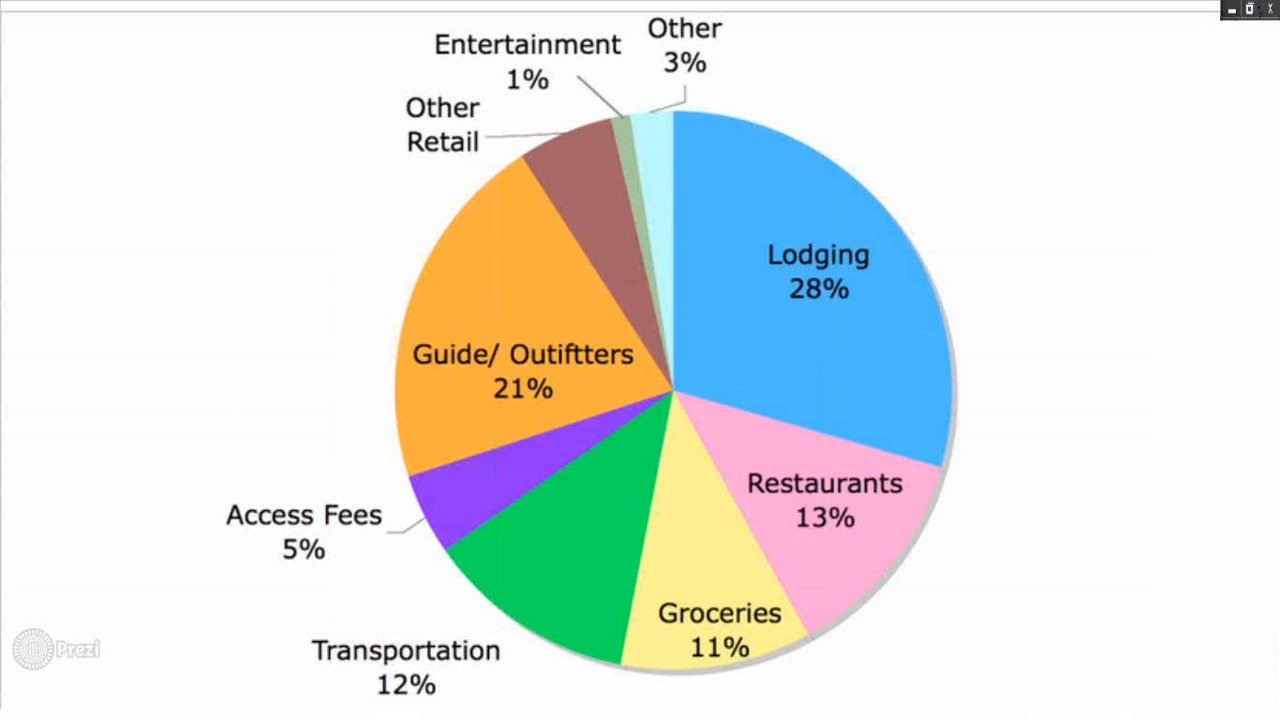 Other
3%
Entertainment
1%
Other
Retail
Lodging
28%
Guide/ Outiftters
21%
Restaurants
13%
Access Fees
5%
Groceries
11%
Transportation
12%
Prezi